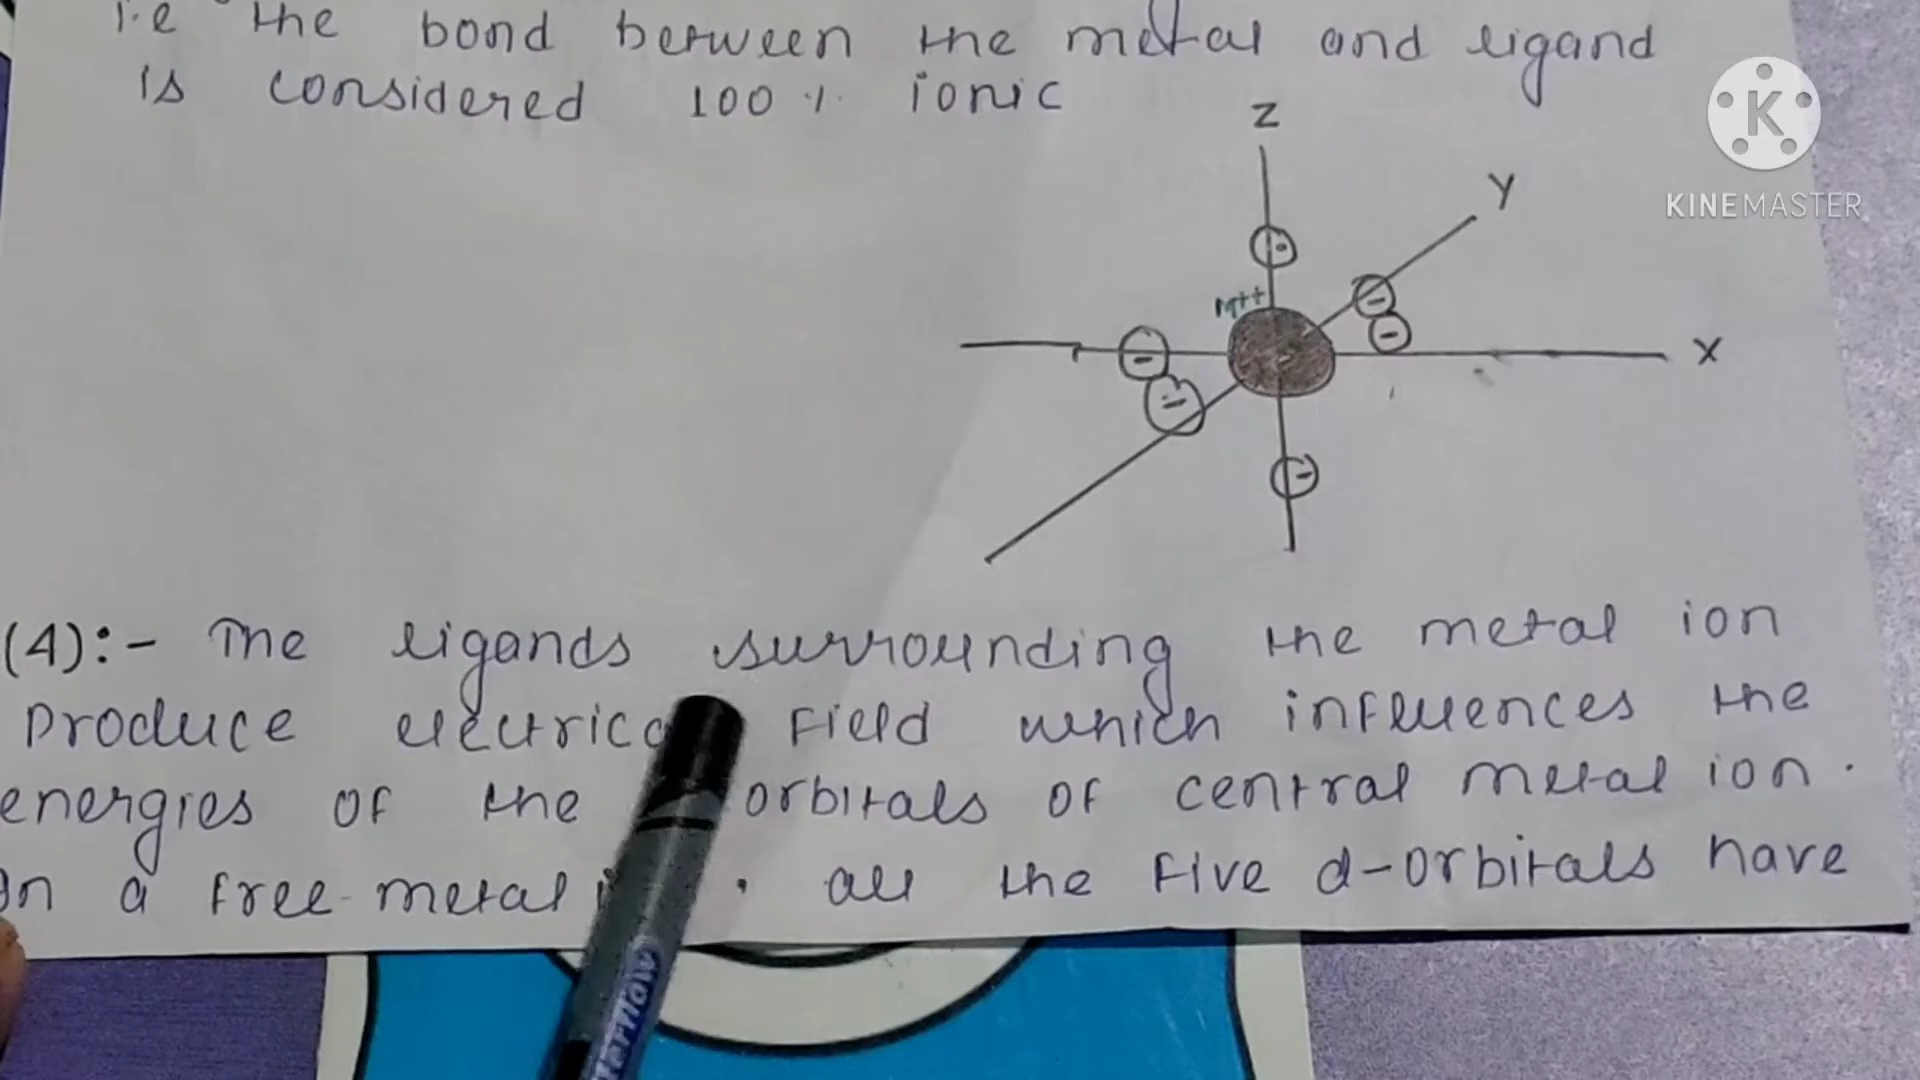 i.e the bond between the metal and ligand
is considered 100 % ionic
Z
Y
M++
X
(4):- The ligands surrounding the metal ion
Produce electrica field which influences the
energies of the orbitals of central metal ion.
In a free metal i . all the five d-orbitals have
K
KINEMASTER